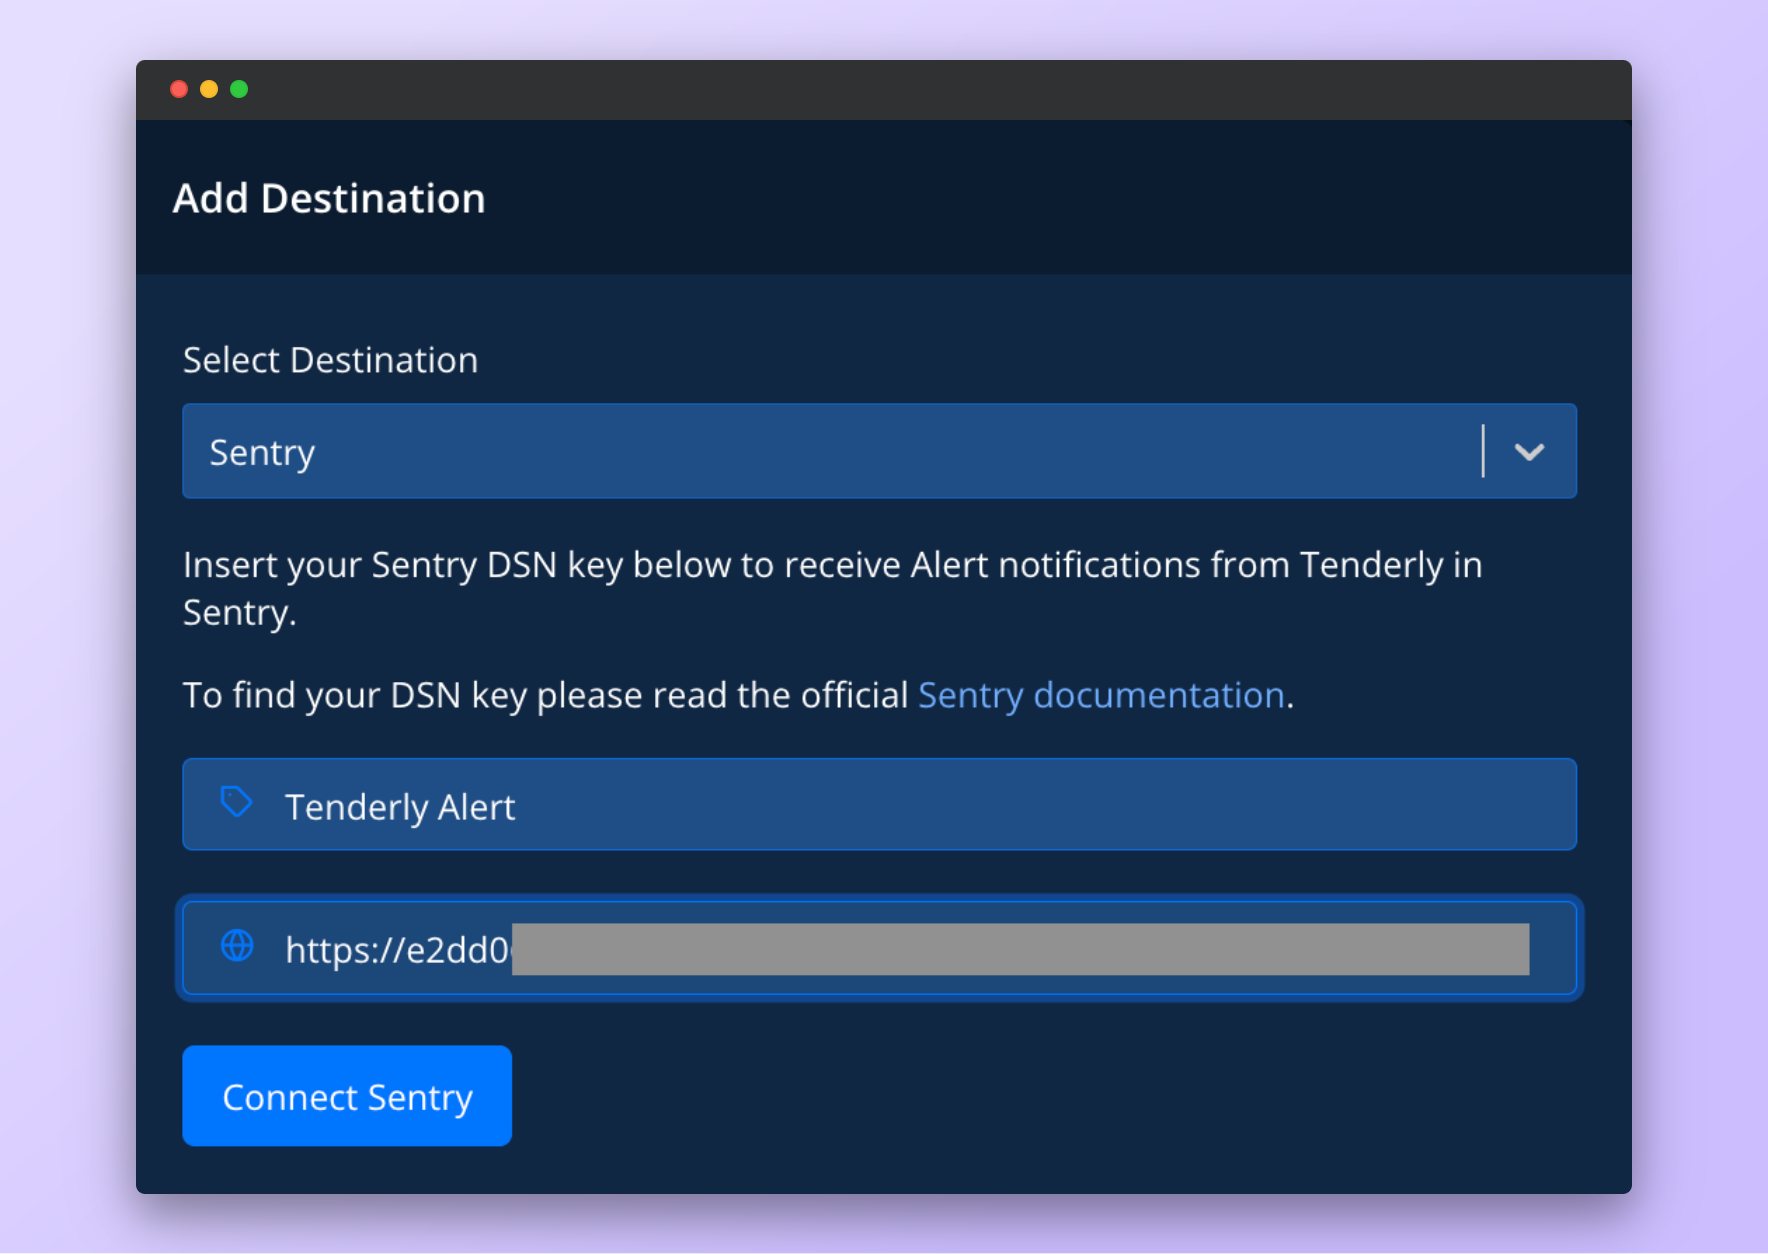 Add Destination
Select Destination
Sentry
Insert your Sentry DSN key below to receive Alert notifications from Tenderly in
Sentry.
To find your DSN key please read the official Sentry documentation.
Tenderly Alert
https://e2dd0
Connect Sentry